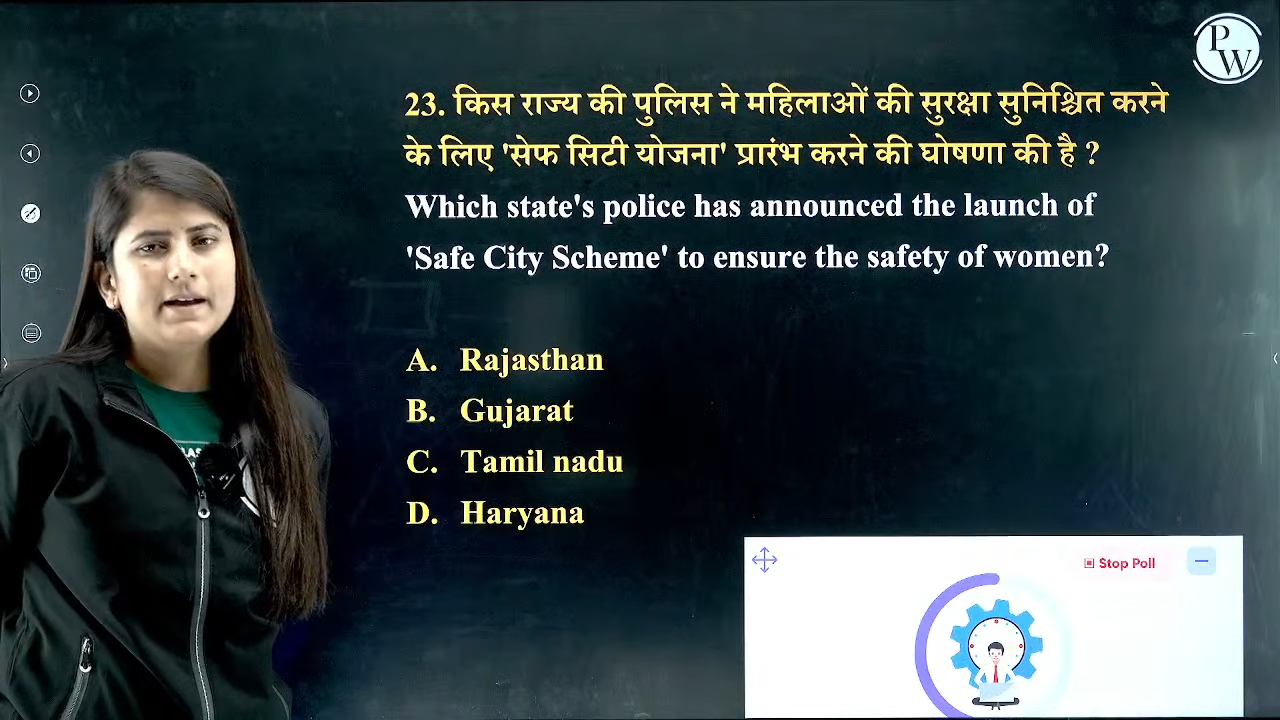 PW
23. किस राज्य की पुलिस ने महिलाओं की सुरक्षा सुनिश्चित करने
के लिए 'सेफ सिटी योजना' प्रारंभ करने की घोषणा की है ?
Which state's police has announced the launch of
'Safe City Scheme' to ensure the safety of women?
A. Rajasthan
B. Gujarat
C. Tamil nadu
D. Haryana
Stop Poll